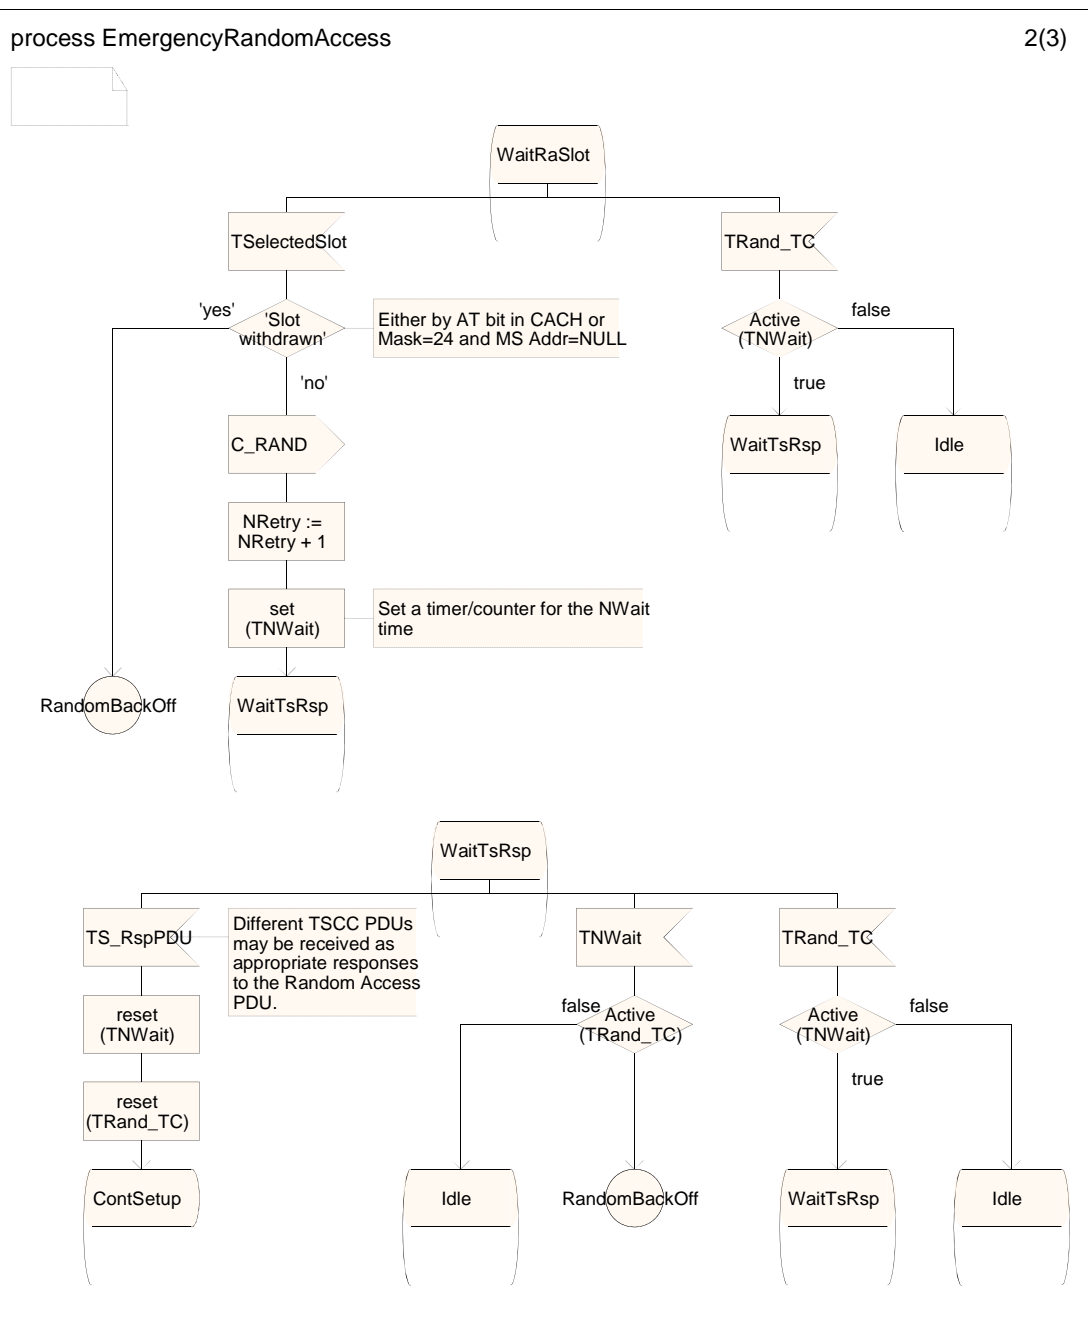 process EmergencyRandomAccess
2(3)
WaitRaSlot
TSelectedSlot
TRand_TC
'yes'
'Slot
withdrawn'
Either by AT bit in CACH or
Mask=24 and MS Addr=NULL
Active
(TNWait)
false
'no'
true
C_RAND
WaitTsRsp
Idle
NRetry :=
NRetry + 1
set
(TNWait)
Set a timer/counter for the NWait
time
RandomBackOff
WaitTsRsp
WaitTsRsp
TS_RspPDU
Different TSCC PDUs
may be received as
appropriate responses
to the Random Access
PDU.
TNWait
TRand_TC
reset
(TNWait)
false
Active
(TRand_TC)
Active
(TNWait)
false
true
reset
(TRand_TC)
ContSetup
Idle
RandomBackOff
WaitTsRsp
Idle